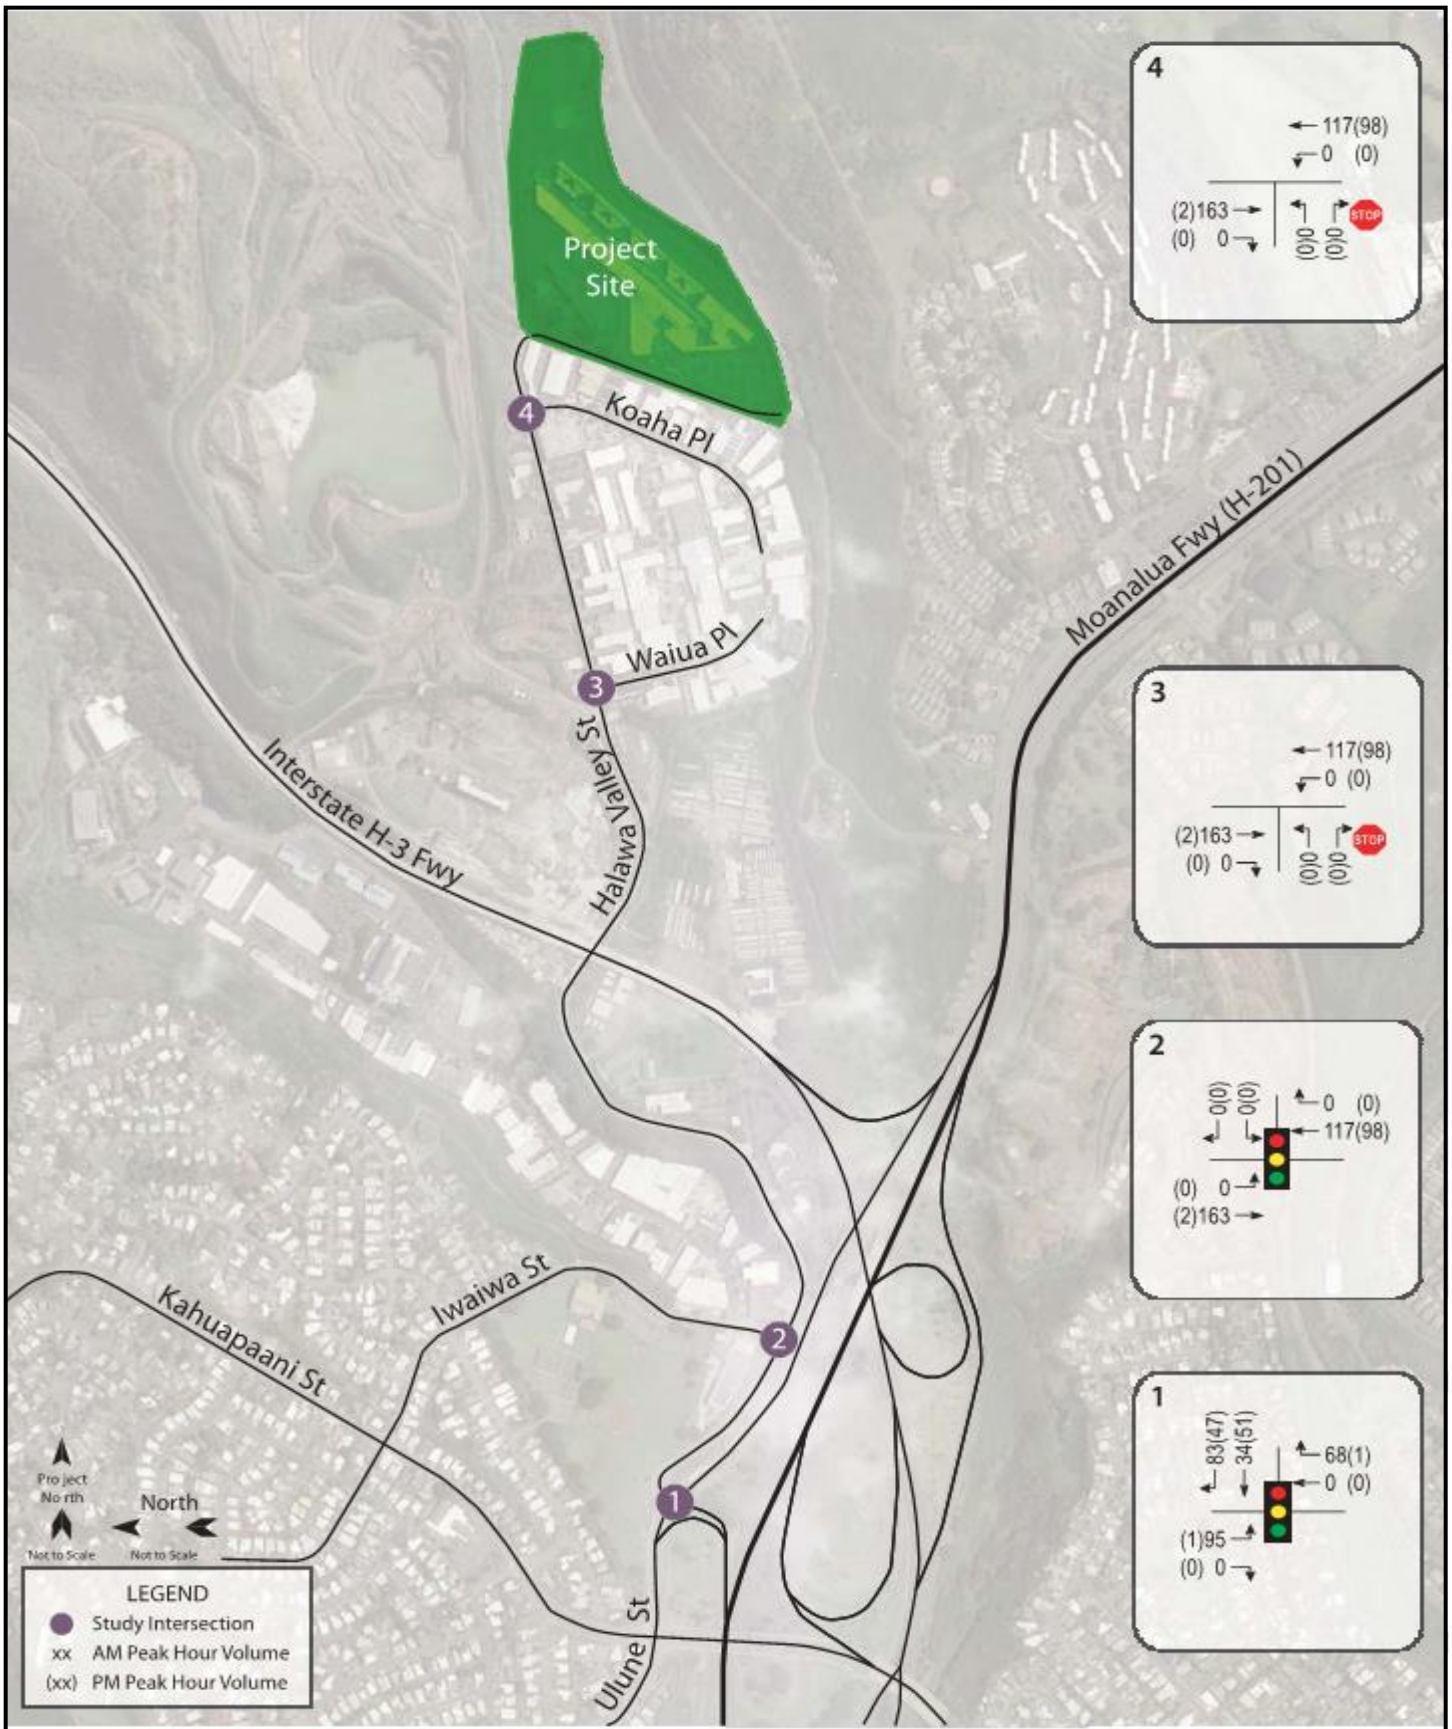 4
117(98)
0 (0)
(2)163
(0) 0
(0)0
(0)0
STOP
Project
Site
4
Koaha Pl
Moanalua Fwy (H-201)
Waiua Pl
3
3
117(98)
0 (0)
(2)163
(0) 0
(0)0
(0)0
STOP
Halawa Valley St
Interstate H-3 Fwy
2
0(0)
0(0)
0 (0)
117(98)
(0) 0
(2)163
Iwaiwa St
Kahuapaani St
2
1
83(47)
34(51)
68(1)
0 (0)
(1)95
(0) 0
1
Project
North
North
Not to Scale
Not to Scale
Ulune St
LEGEND
Study Intersection
xx AM Peak Hour Volume
(xx) PM Peak Hour Volume